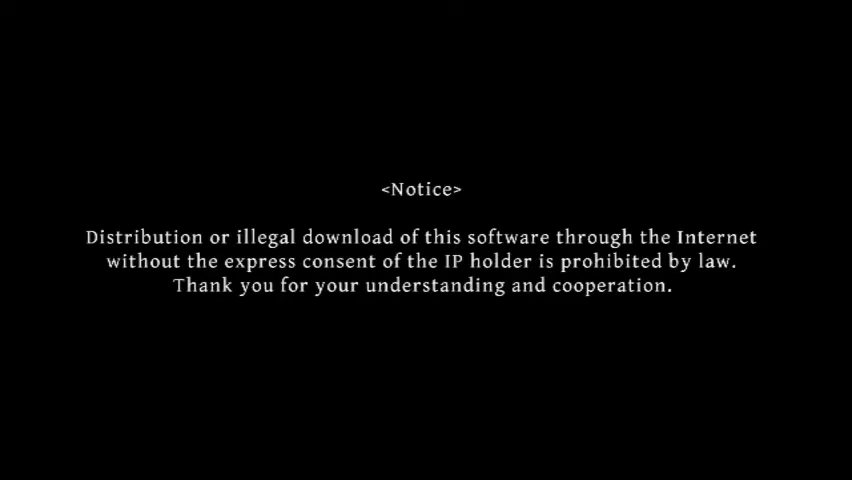 <Notice>
Distribution or illegal download of this software through the Internet
without the express consent of the IP holder is prohibited by law.
Thank you for your understanding and cooperation.